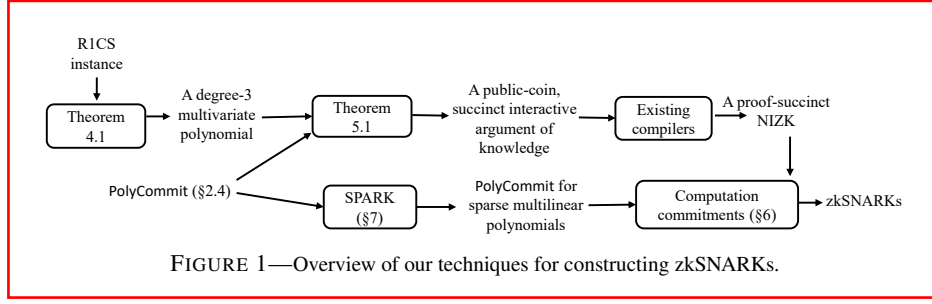 R1CS
instance
Theorem
4.1
A degree-3
multivariate
polynomial
Theorem
5.1
A public-coin,
succinct interactive
argument of
knowledge
Existing
compilers
A proof-succinct
NIZK
PolyCommit (§2.4)
SPARK
(§7)
PolyCommit for
sparse multilinear
polynomials
Computation
commitments (§6)
zkSNARKs
FIGURE 1—Overview of our techniques for constructing zkSNARKs.